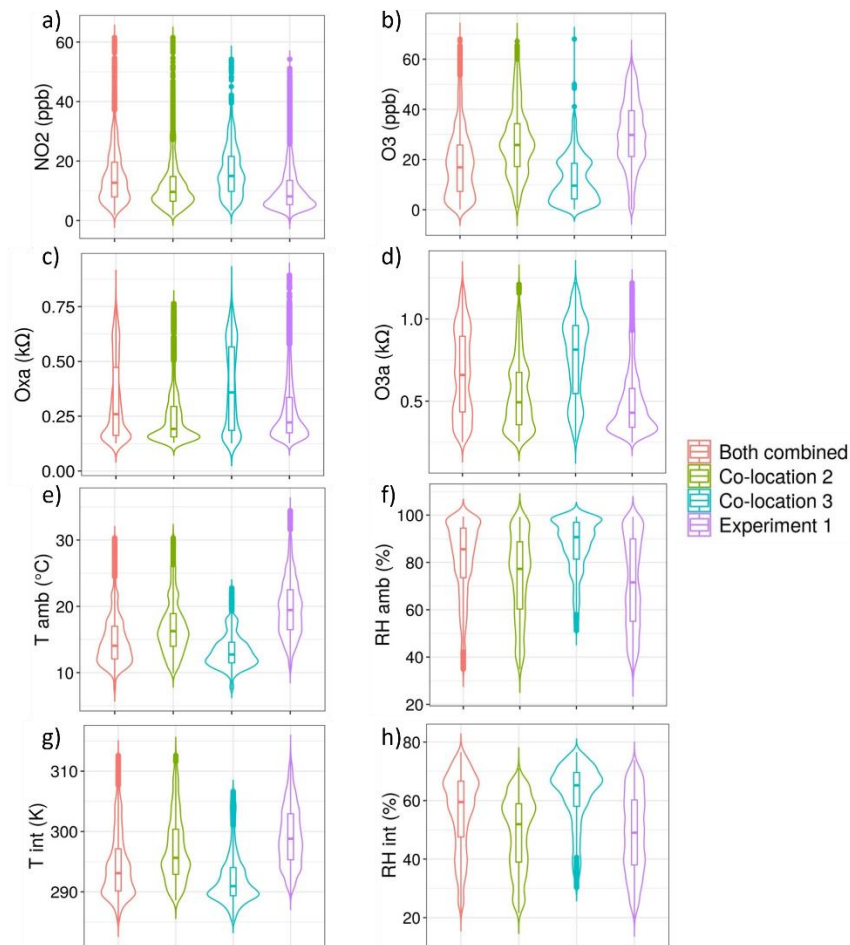 a)
NO2 (ppb)
60
40
20
0
b)
O3 (ppb)
60
40
20
0
c)
Oxa (kΩ)
0.75
0.50
0.25
0.00
d)
O3a (kΩ)
1.0
0.5
e)
T amb (°C)
30
20
10
f)
RH amb (%)
100
80
60
40
20
g)
T int (K)
310
300
290
h)
RH int (%)
80
60
40
20
Both combined
Co-location 2
Co-location 3
Experiment 1